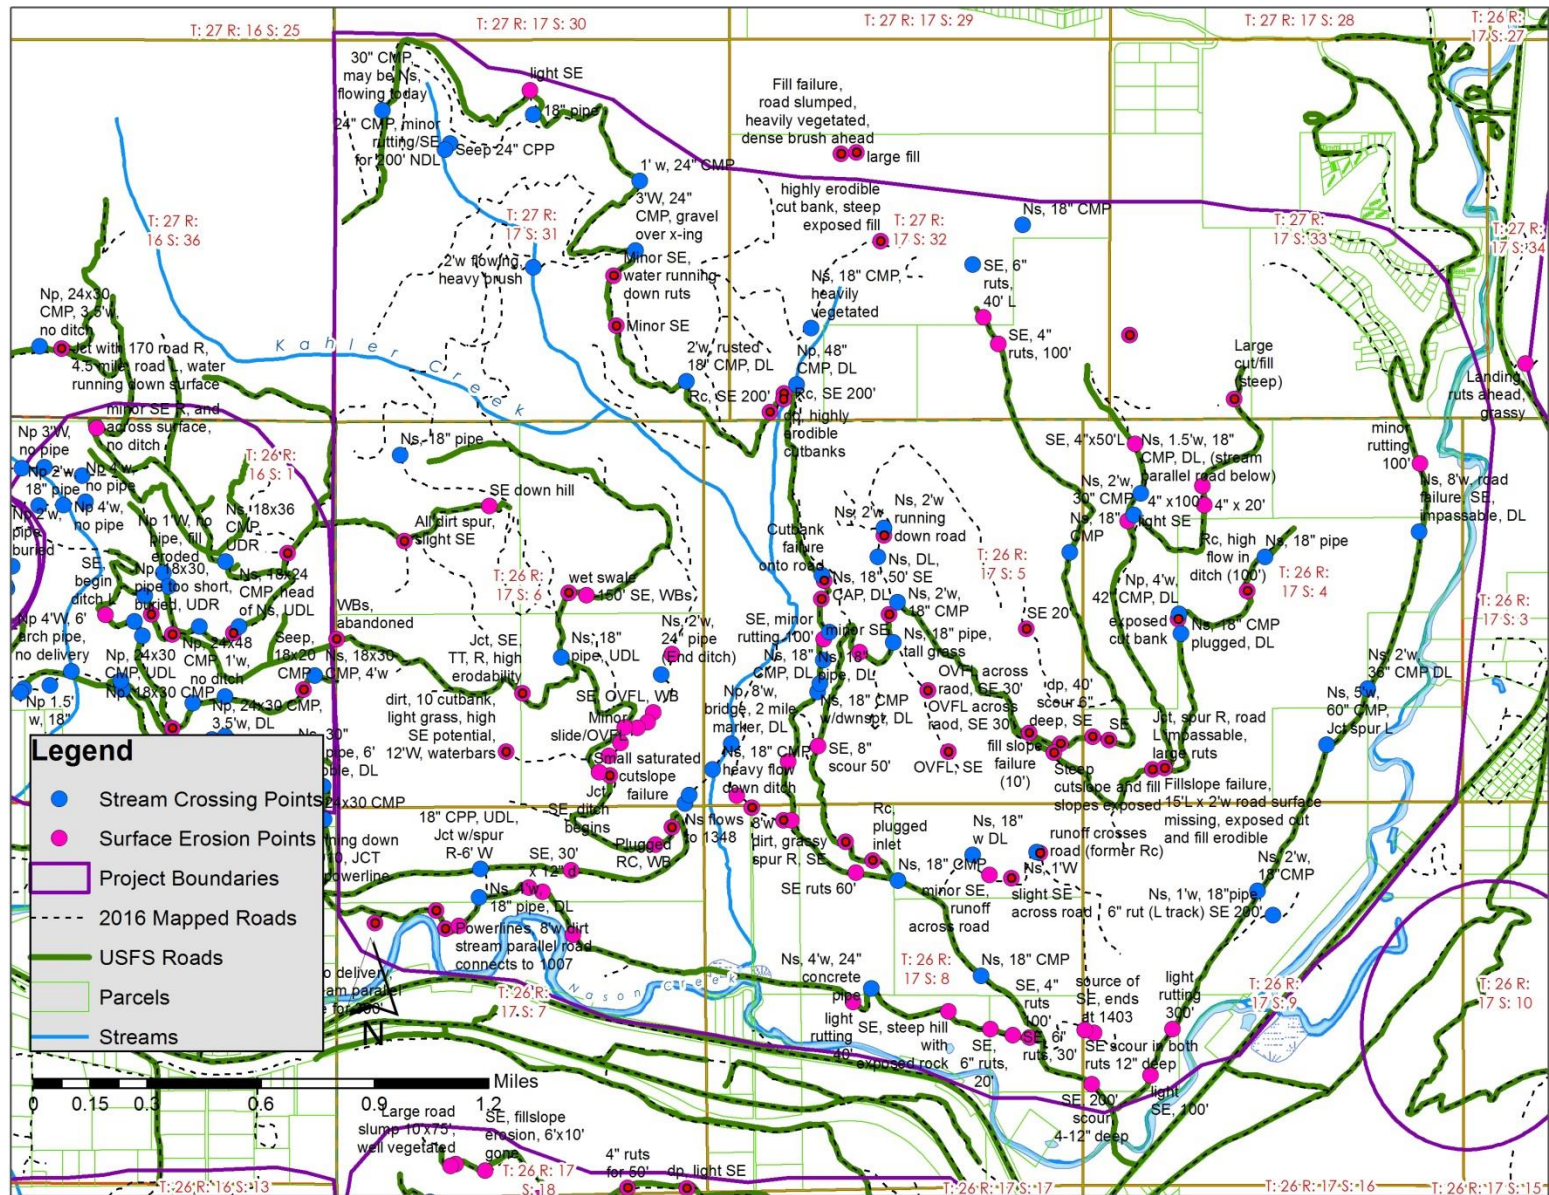 T: 27 R: 16 S: 25
T: 27 R: 17 S: 30
T: 27 R: 17 S: 29
T: 27 R: 17 S: 28
T: 26 R:
17 S: 27
30" CMP,
may be Ns,
flowing today
light SE
18" pipe
24" CMP, minor
rutting/SE
for 200' NDL
Seep 24" CPP
Fill failure,
road slumped,
heavily vegetated,
dense brush ahead
large fill
1' w, 24" CMP
3'W, 24"
CMP, gravel
over x-ing
highly erodible
cut bank, steep
exposed fill
Ns, 18" CMP
T: 27 R:
16 S: 36
T: 27 R:
17 S: 31
T: 27 R:
17 S: 32
T: 27 R:
17 S: 33
T: 27 R:
17 S: 34
2'w flowing,
heavy brush
Minor SE,
water running
down ruts
Minor SE
Ns, 18" CMP,
heavily
vegetated
SE, 6"
ruts,
40' L
SE, 4"
ruts, 100'
Np, 24x30
CMP, 3.5'w,
no ditch
Jct with 170 road R,
4.5 mile road L, water
running down surface
Kahler Creek
2'w, rusted
18" CMP, DL
Np, 48"
CMP, DL
Rc, SE 200'
Rc, SE 200'
dp, highly
erodible
cutbanks
Large
cut/fill
(steep)
Landing,
ruts ahead,
grassy
minor SE R, and
across surface,
no ditch
Np 3'W,
no pipe
Np 2'w,
18" pipe
Np 4'w,
no pipe
Np 4'w,
no pipe
Np 2'w,
pipe
buried
T: 26 R:
16 S: 1
Ns, 18" pipe
SE down hill
All dirt spur,
slight SE
Ns, 18x36
CMP,
UDR
Np 1'W, no
pipe, fill
eroded
SE,
begin
ditch L
Np, 18x30,
pipe too short,
buried, UDR
Ns, 18x24
CMP, head
of Ns, UDL
SE, 4"x50'L
Ns, 1.5'w, 18"
CMP, DL, (stream
parallel road below)
minor
rutting
100'
Ns, 8'w, road
failure, SE,
impassable, DL
Ns, 2'w,
30" CMP
4" x100'
4" x 20'
light SE
Ns, 18"
CMP
Ns, 2'w
Ns, 2'w
running
down road
Cutbank
failure
onto road
Ns, DL,
50' SE
Ns, 18"
CAP, DL
Rc, high
flow in
ditch (100')
Ns, 18" pipe
T: 26 R:
17 S: 6
T: 26 R:
17 S: 5
T: 26 R:
17 S: 4
T: 26 R:
17 S: 3
wet swale
150' SE, WBs
WBs,
abandoned
Np 4'W, 6'
arch pipe,
no delivery
Np, 24x30
CMP, UDL
Np, 24x48
CMP 1'w,
no ditch
Seep,
18x20
CMP
Ns, 18x30
CMP, 4'w
Np, 18x30 CMP
Np, 24x30 CMP,
3.5'w, DL
Np 1.5'
w, 18"
Jct, SE,
TT, R, high
erodability
Ns, 18"
pipe, UDL
Ns, 2'w,
24" pipe
(End ditch)
SE, minor
rutting 100'
minor SE
Ns, 2'w,
18" CMP
Ns, 18" pipe,
tall grass
SE 20'
Np, 4'w,
42" CMP, DL
exposed
cut bank
Ns, 18" CMP
plugged, DL
Ns, 18"
CMP, DL
Ns, 18"
pipe, DL
Ns, 18" CMP
w/dwnspt, DL
Np, 8'w,
bridge, 2 mile
marker, DL
SE, OVFL, WB
Minor
slide/OVFL
dirt, 10 cutbank,
light grass, high
SE potential,
12'W, waterbars
Small saturated
cutslope
failure
OVFL across
raod, SE 30'
OVFL across
raod, SE 30'
OVFL, SE
dp, 40'
scour 6"
deep, SE
SE
fill slope
failure
(10')
Steep
cutslope and fill
slopes exposed
Jct, spur R, road
L impassable,
large ruts
Fillslope failure,
15'L x 2'w road surface
missing, exposed cut
and fill erodible
Ns, 2'w,
36" CMP DL
Ns, 5'w,
60" CMP,
Jct spur L
Ns, 18" CMP,
heavy flow
down ditch
SE, 8"
scour 50'
Jct
SE, ditch
begins
Plugged
RC, WB
Ns flows
to 1348
8'w
dirt, grassy
spur R, SE
Rc,
plugged
inlet
SE ruts 60'
Ns, 18" CMP
Ns, 18"
w DL
runoff crosses
road (former Rc)
Ns, 1'W
slight SE
across road
minor SE,
runoff
across road
Ns, 2'w,
18"CMP
Ns, 1'w, 18"pipe
6" rut (L track) SE 200'
18" CPP, UDL,
Jct w/spur
R-6' W
SE, 30'
x 12" d
Ns, 4'w,
18" pipe, DL
Powerlines, 8'w dirt
stream parallel road
connects to 1007
Nason Creek
T: 26 R:
17 S: 7
T: 26 R:
17 S: 8
T: 26 R:
17 S: 9
T: 26 R:
17 S: 10
Ns, 4'w, 24"
concrete
pipe
Ns, 18" CMP
light
rutting
40'
SE, steep hill
with
exposed rock
SE, 4"
ruts
100'
SE,
6" ruts,
20'
SE, 6"
ruts, 30'
source of
SE, ends
at 1403
SE scour in both
ruts 12" deep
light
rutting
300'
SE, 200'
scour
4-12" deep
light
SE, 100'
Legend
Stream Crossing Points
Surface Erosion Points
Project Boundaries
2016 Mapped Roads
USFS Roads
Parcels
Streams
24x30 CMP
powerline
N
0 0.15 0.3 0.6 0.9 1.2 Miles
Large road
slump 10'x75',
well vegetated
SE, fillslope
erosion, 6'x10'
gone
4" ruts
for 50'
dp, light SE
T: 26 R: 16 S: 13
T: 26 R: 17
S: 18
T: 26 R: 17 S: 17
T: 26 R: 17 S: 16
T: 26 R: 17 S: 15